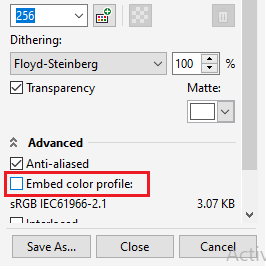 256
Dithering:
Floyd-Steinberg 100 %
Transparency Matte:
Advanced
Anti-aliased
Embed color profile:
sRGB IEC61966-2.1 3.07 KB
Interlaced
Save As... Close Cancel
Activ